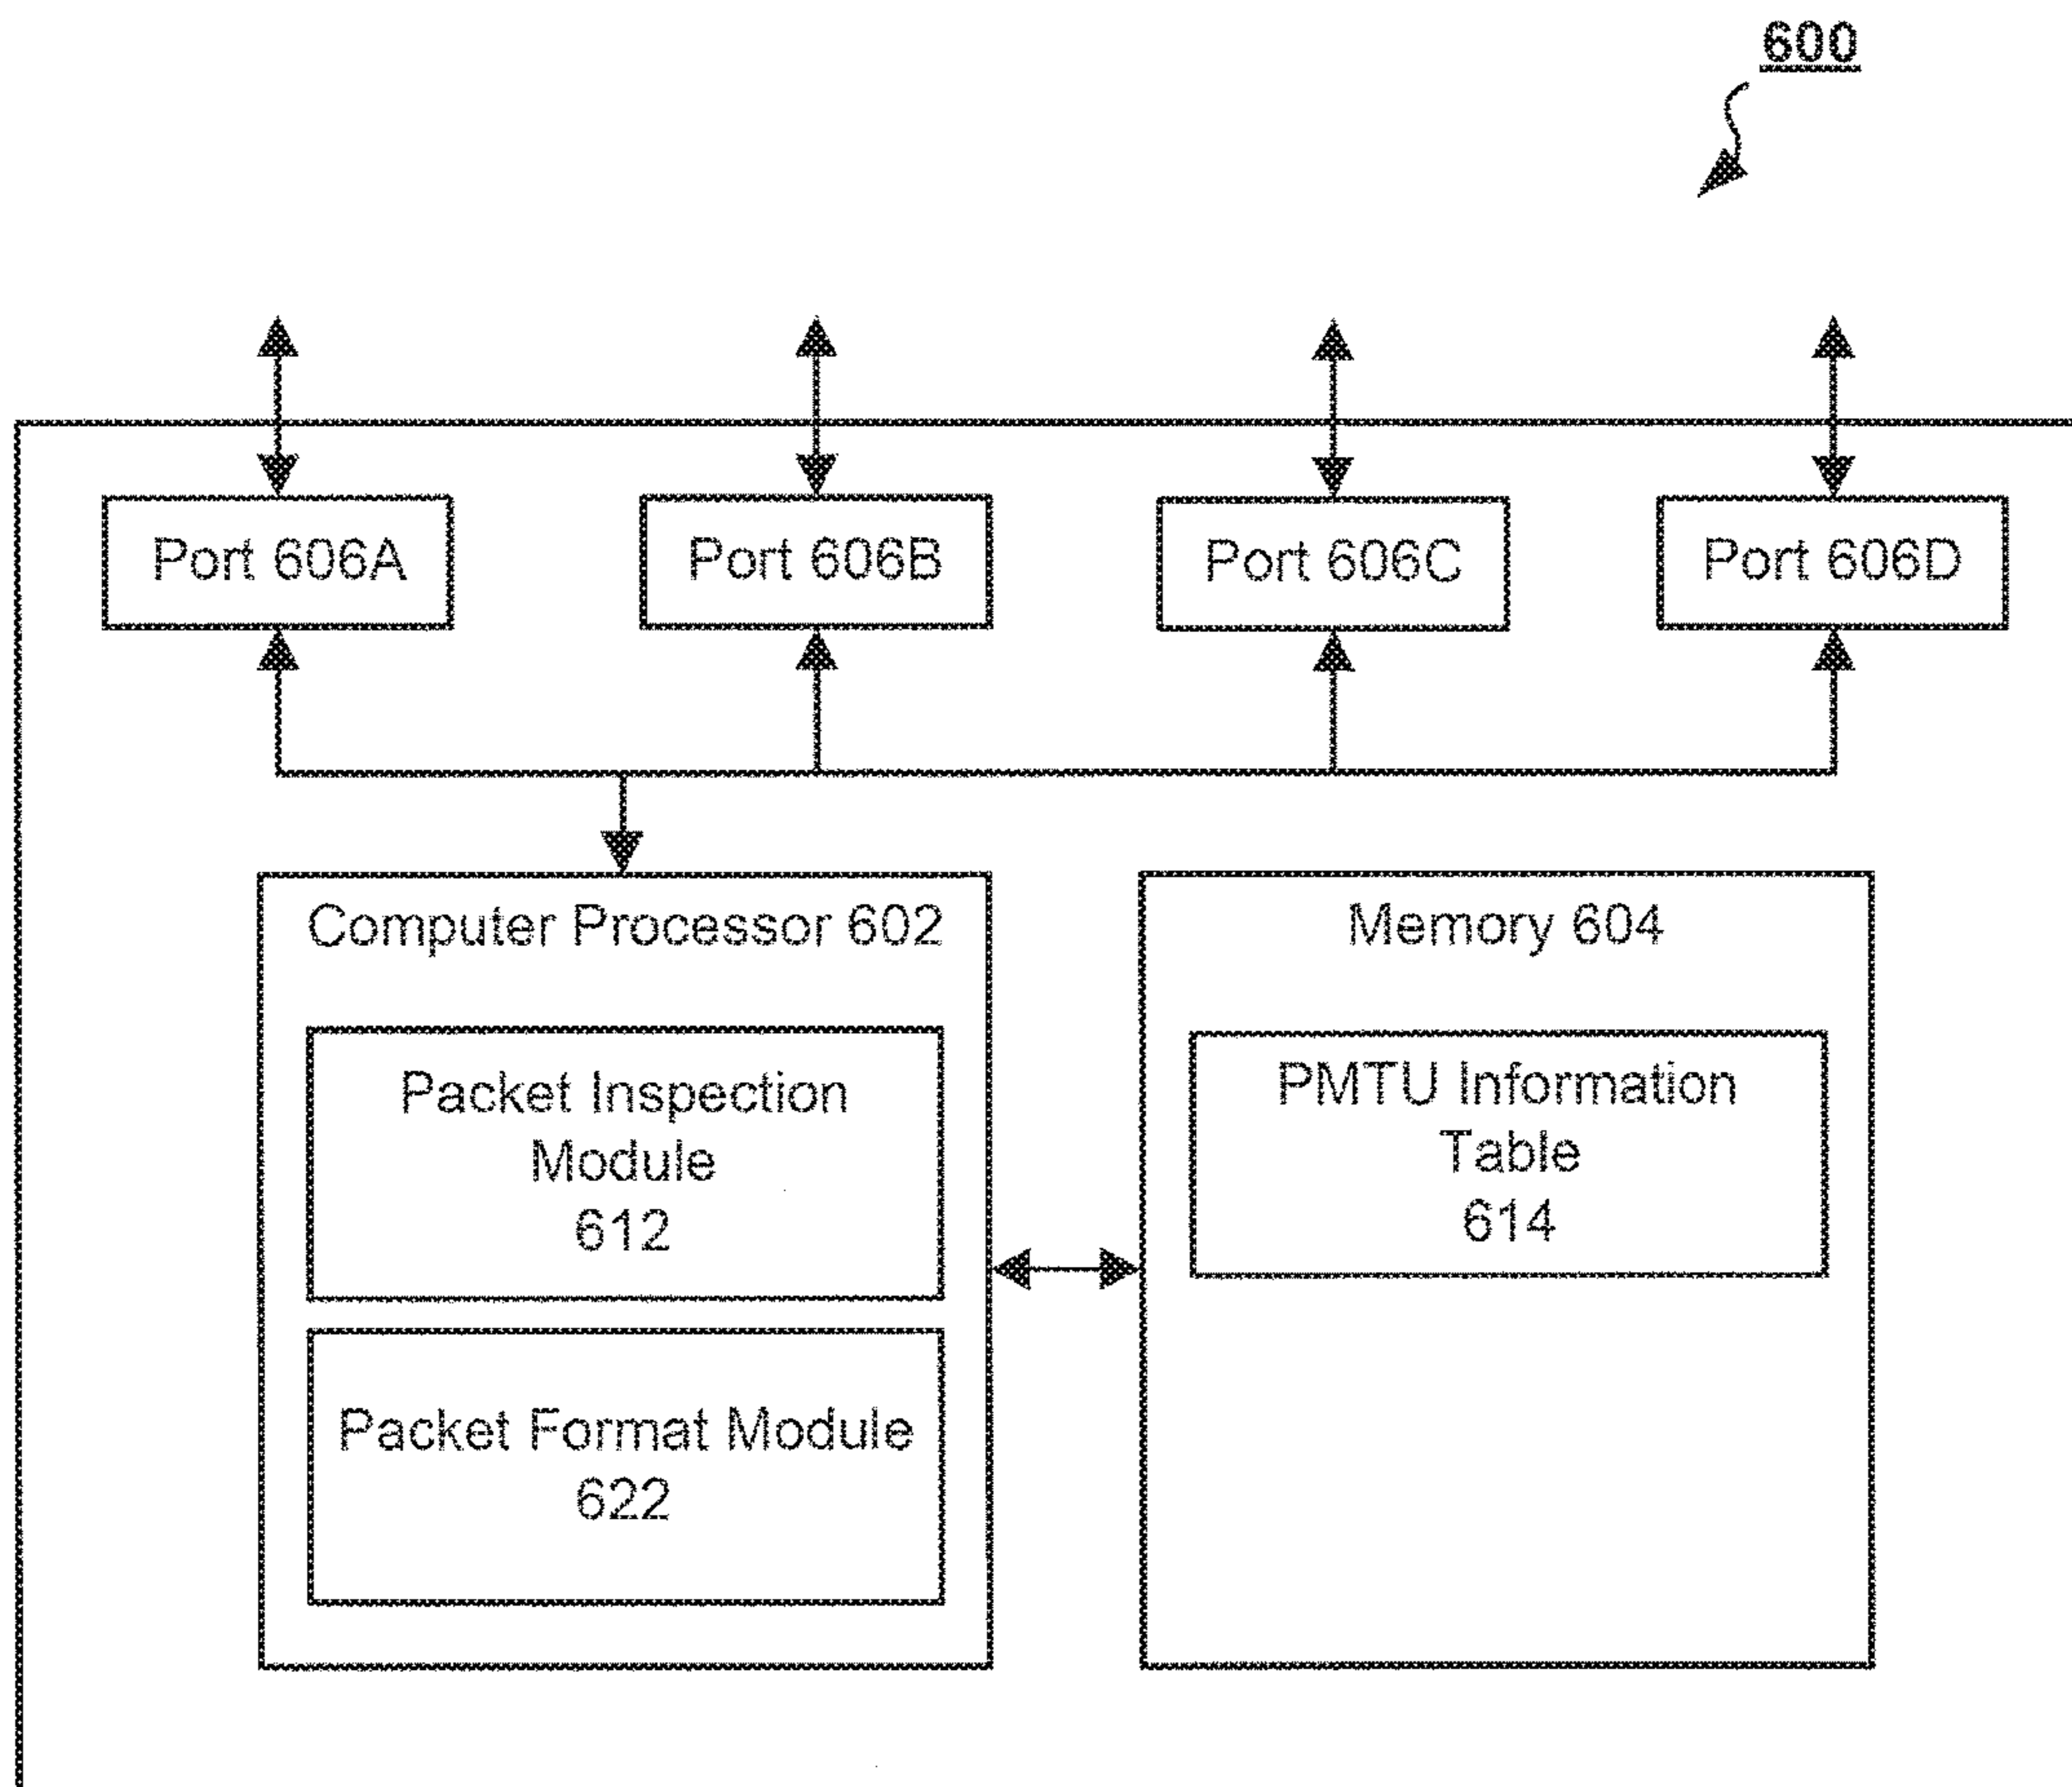 600
Port 606A
Port 606B
Port 606C
Port 606D
Computer Processor 602
Packet Inspection
Module
612
Packet Format Module
622
Memory 604
PMTU Information
Table
614